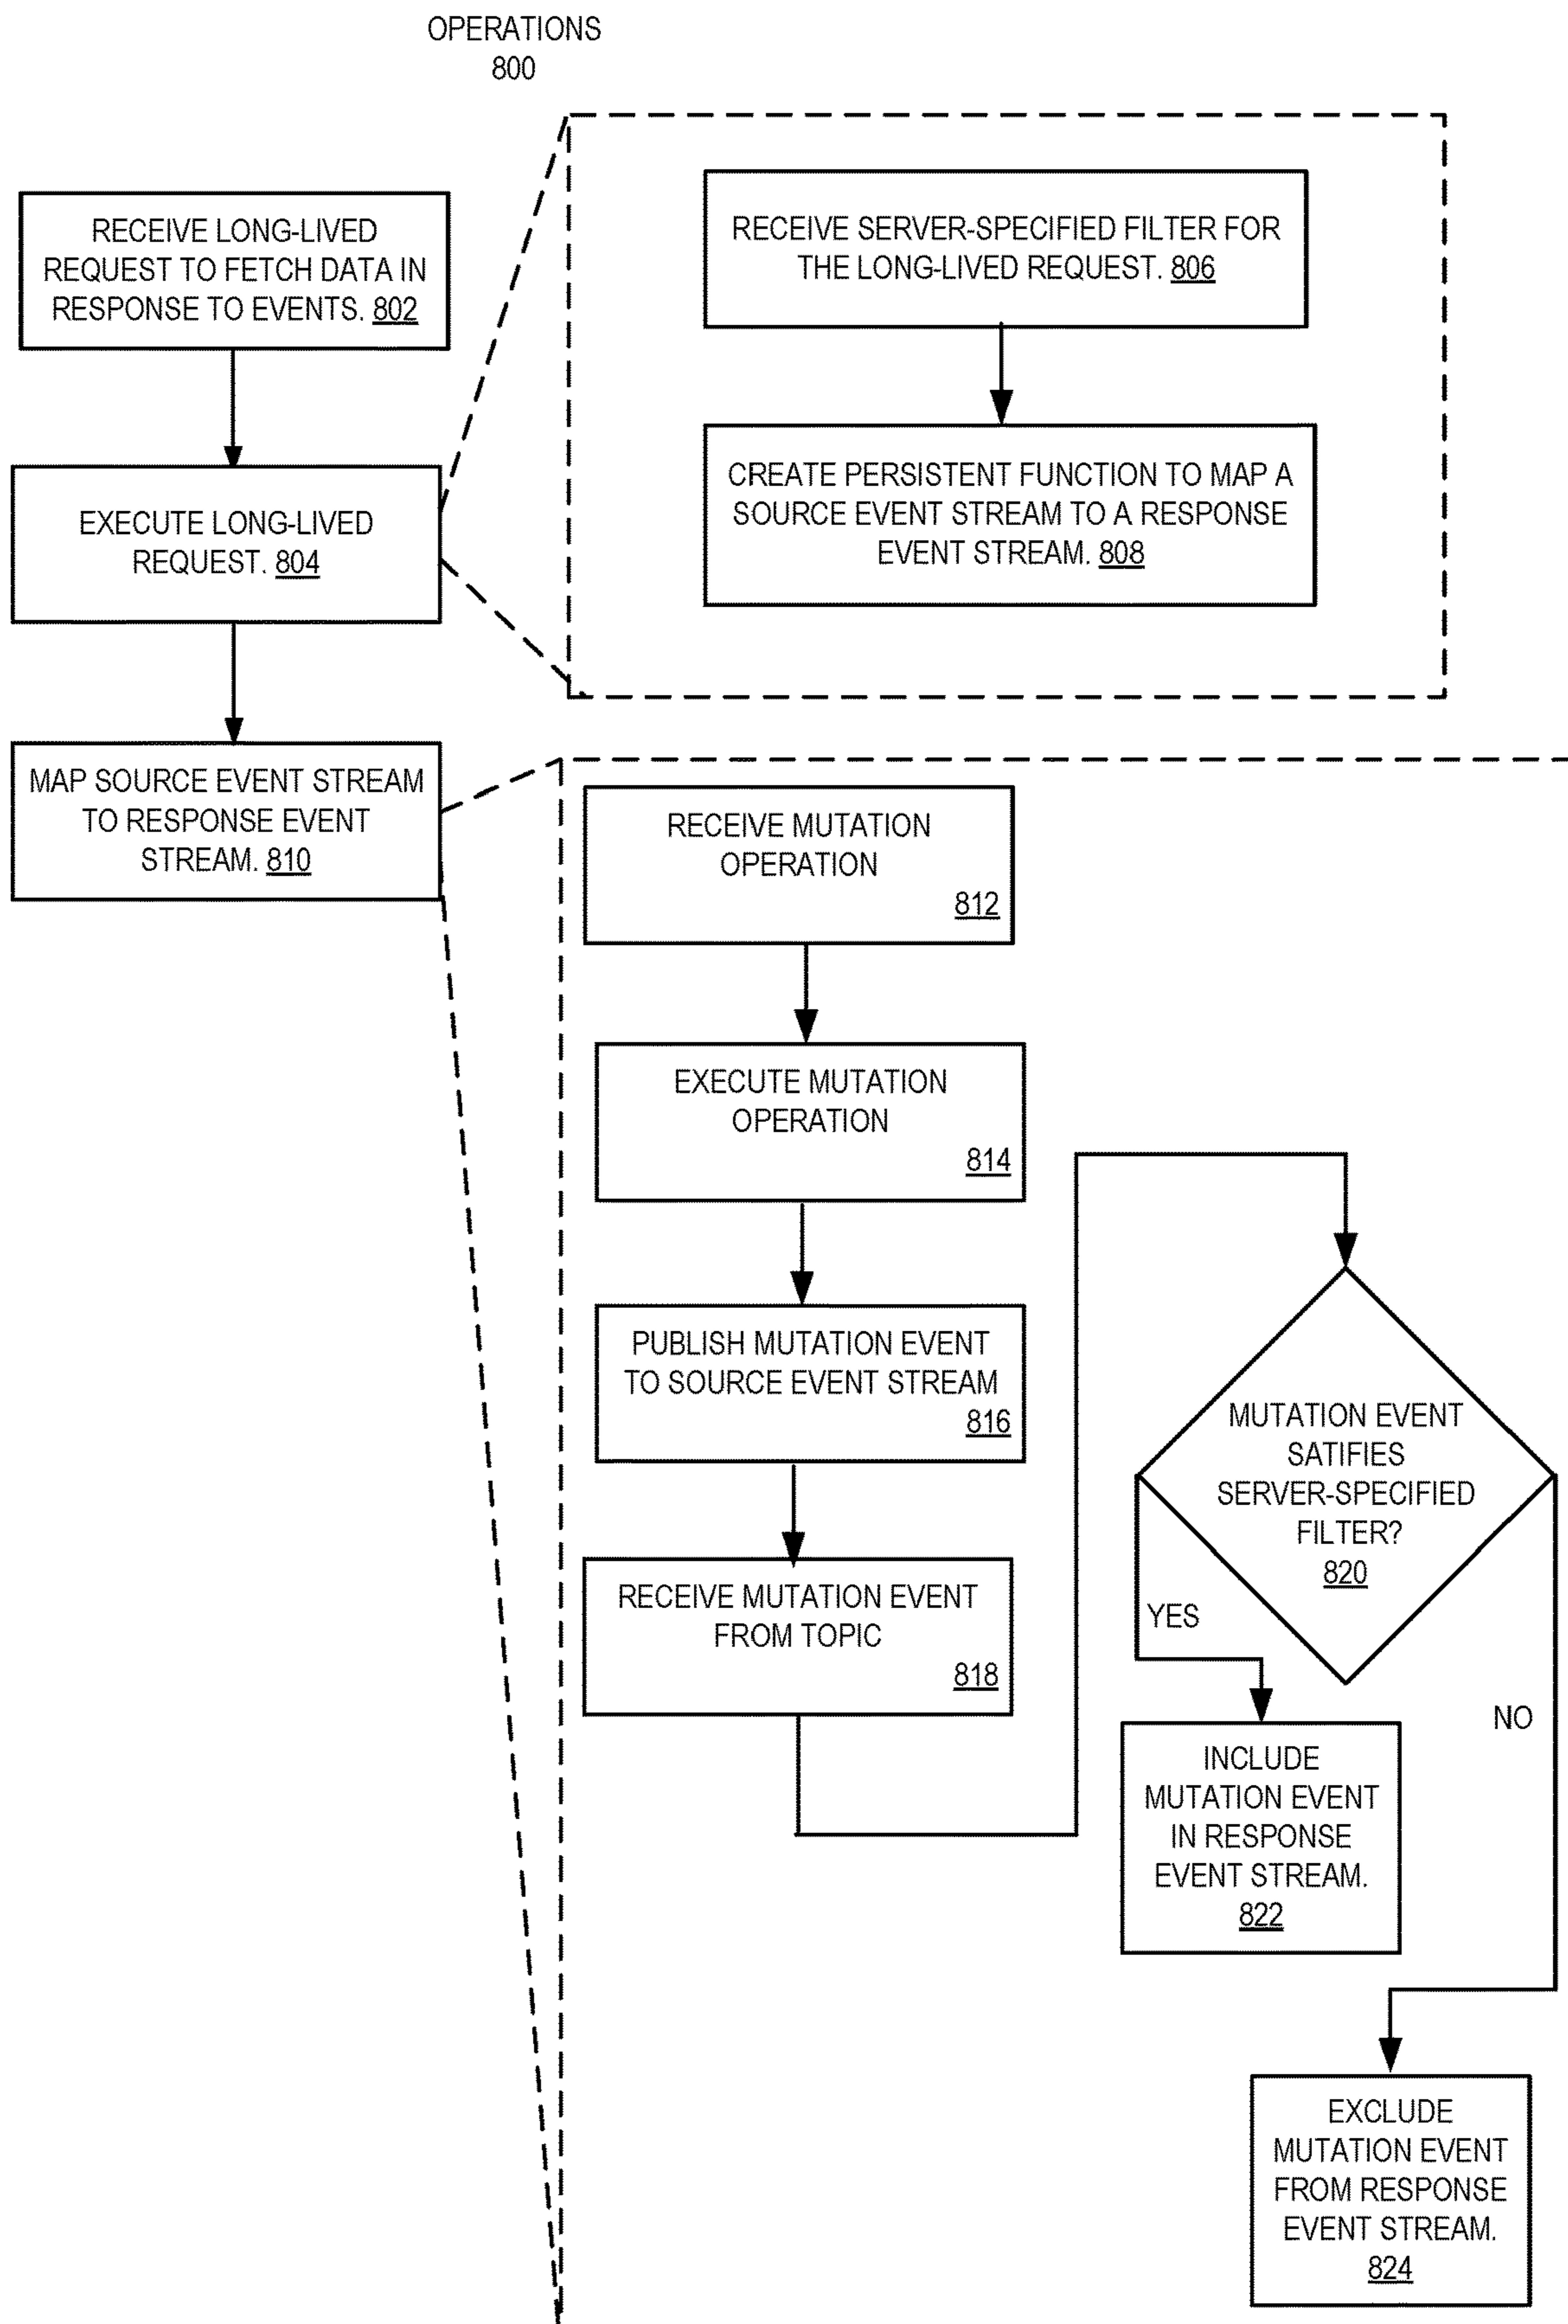 OPERATIONS
800
RECEIVE LONG-LIVED
REQUEST TO FETCH DATA IN
RESPONSE TO EVENTS. 802
EXECUTE LONG-LIVED
REQUEST. 804
RECEIVE SERVER-SPECIFIED FILTER FOR
THE LONG-LIVED REQUEST. 806
CREATE PERSISTENT FUNCTION TO MAP A
SOURCE EVENT STREAM TO A RESPONSE
EVENT STREAM. 808
MAP SOURCE EVENT STREAM
TO RESPONSE EVENT
STREAM. 810
RECEIVE MUTATION
OPERATION
812
EXECUTE MUTATION
OPERATION
814
PUBLISH MUTATION EVENT
TO SOURCE EVENT STREAM
816
RECEIVE MUTATION EVENT
FROM TOPIC
818
MUTATION EVENT
SATIFIES
SERVER-SPECIFIED
FILTER?
820
YES
NO
INCLUDE
MUTATION EVENT
IN RESPONSE
EVENT STREAM.
822
EXCLUDE
MUTATION EVENT
FROM RESPONSE
EVENT STREAM.
824